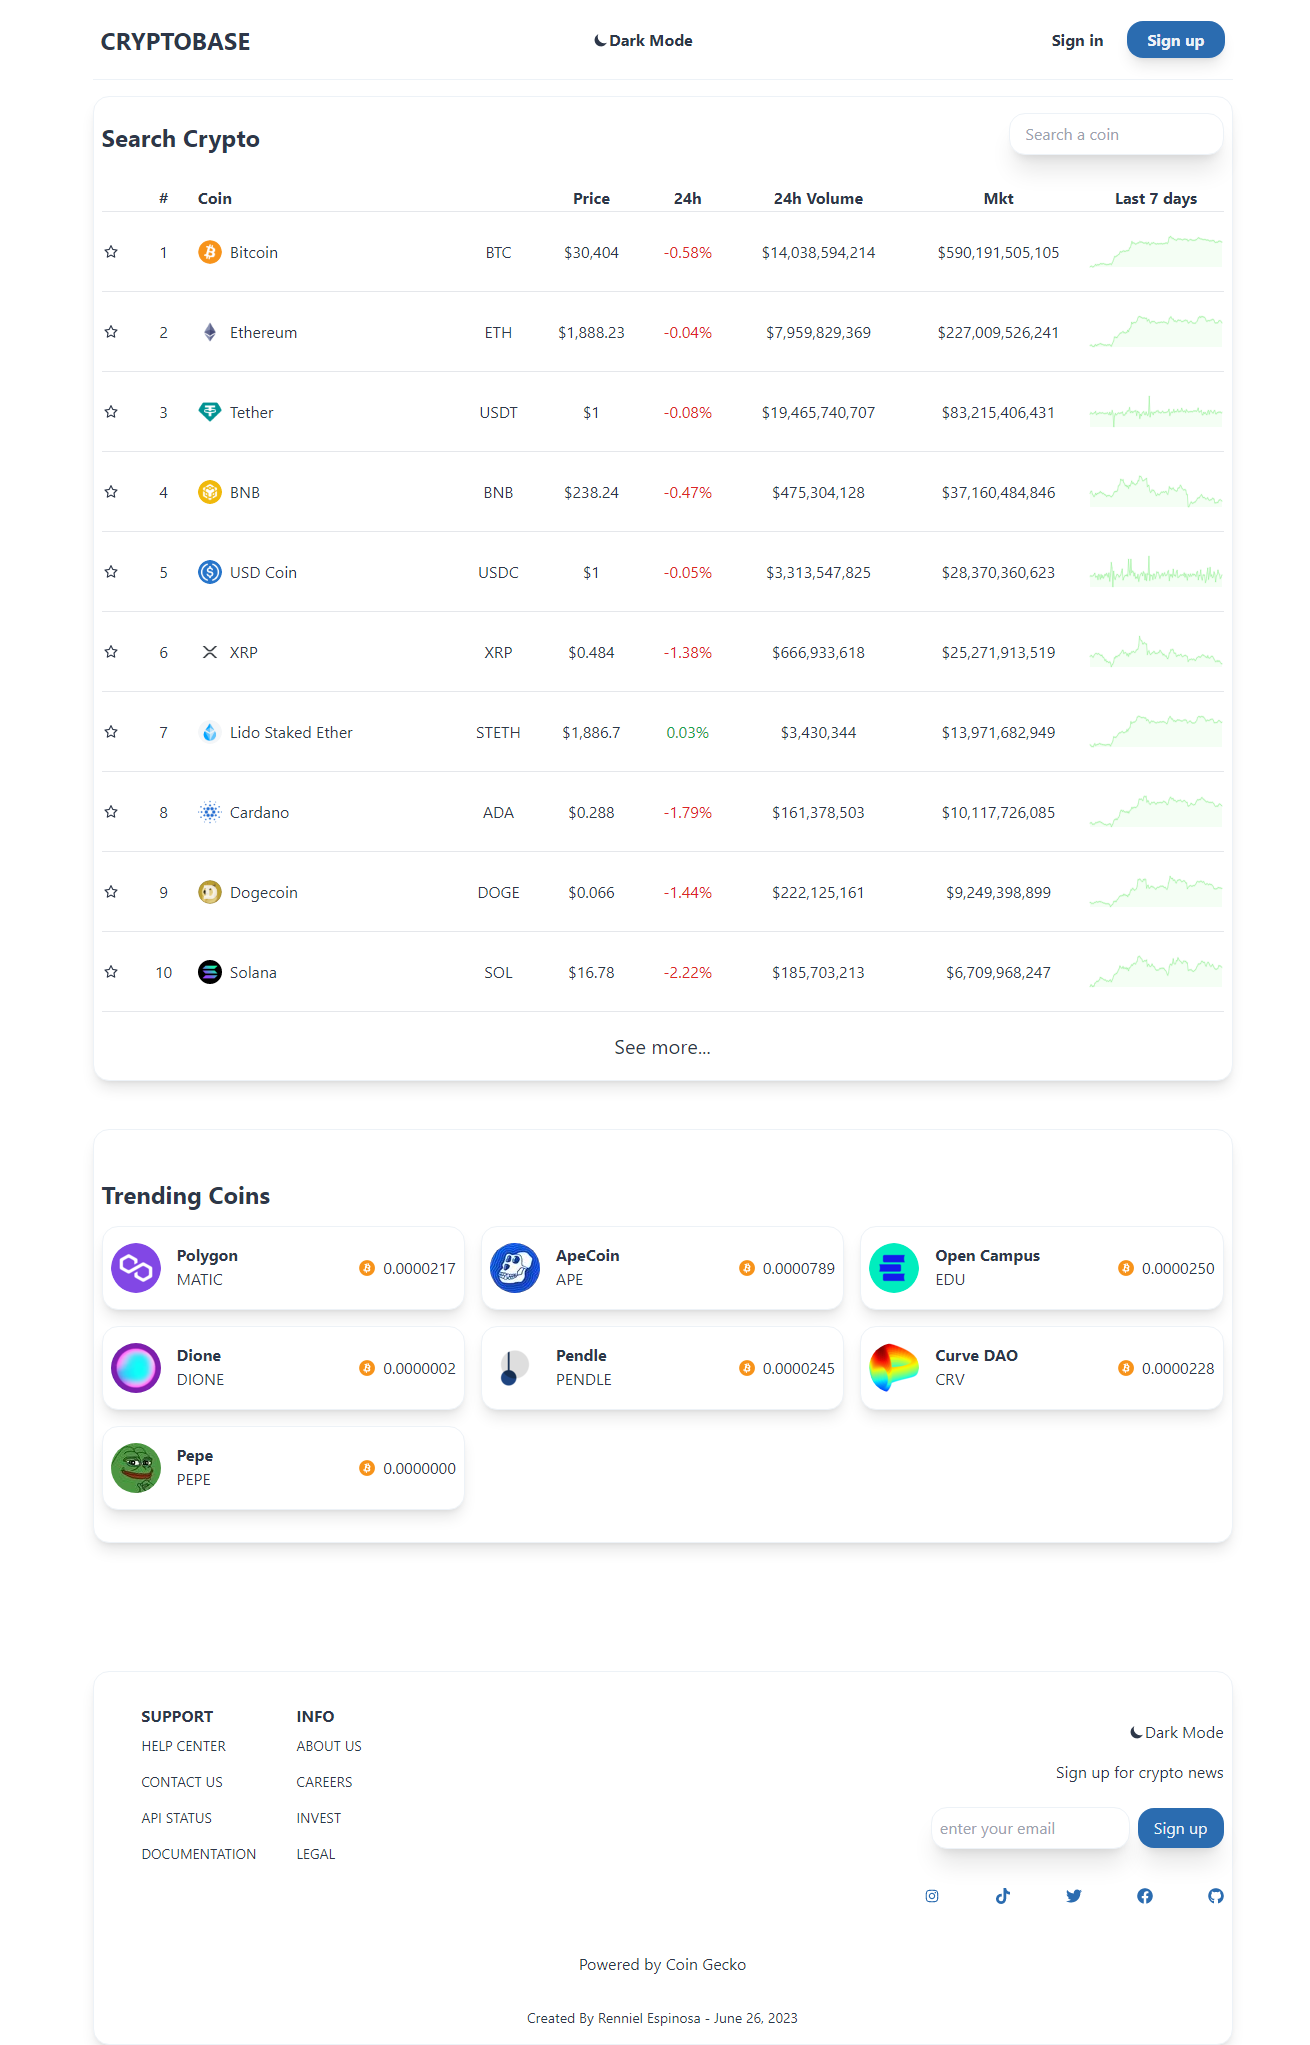 CRYPTOBASE
Dark Mode
Sign in
Sign up
Search Crypto
Search a coin
# Coin Price 24h 24h Volume Mkt Last 7 days
1 Bitcoin BTC $30,404 -0.58% $14,038,594,214 $590,191,505,105
2 Ethereum ETH $1,888.23 -0.04% $7,959,829,369 $227,009,526,241
3 Tether USDT $1 -0.08% $19,465,740,707 $83,215,406,431
4 BNB BNB $238.24 -0.47% $475,304,128 $37,160,484,846
5 USD Coin USDC $1 -0.05% $3,313,547,825 $28,370,360,623
6 XRP XRP $0.484 -1.38% $666,933,618 $25,271,913,519
7 Lido Staked Ether STETH $1,886.7 0.03% $3,430,344 $13,971,682,949
8 Cardano ADA $0.288 -1.79% $161,378,503 $10,117,726,085
9 Dogecoin DOGE $0.066 -1.44% $222,125,161 $9,249,398,899
10 Solana SOL $16.78 -2.22% $185,703,213 $6,709,968,247
See more...
Trending Coins
Polygon
MATIC
0.0000217
ApeCoin
APE
0.0000789
Open Campus
EDU
0.0000250
Dione
DIONE
0.0000002
Pendle
PENDLE
0.0000245
Curve DAO
CRV
0.0000228
Pepe
PEPE
0.0000000
SUPPORT
HELP CENTER
CONTACT US
API STATUS
DOCUMENTATION
INFO
ABOUT US
CAREERS
INVEST
LEGAL
Dark Mode
Sign up for crypto news
enter your email
Sign up
Powered by Coin Gecko
Created By Renniel Espinosa - June 26, 2023